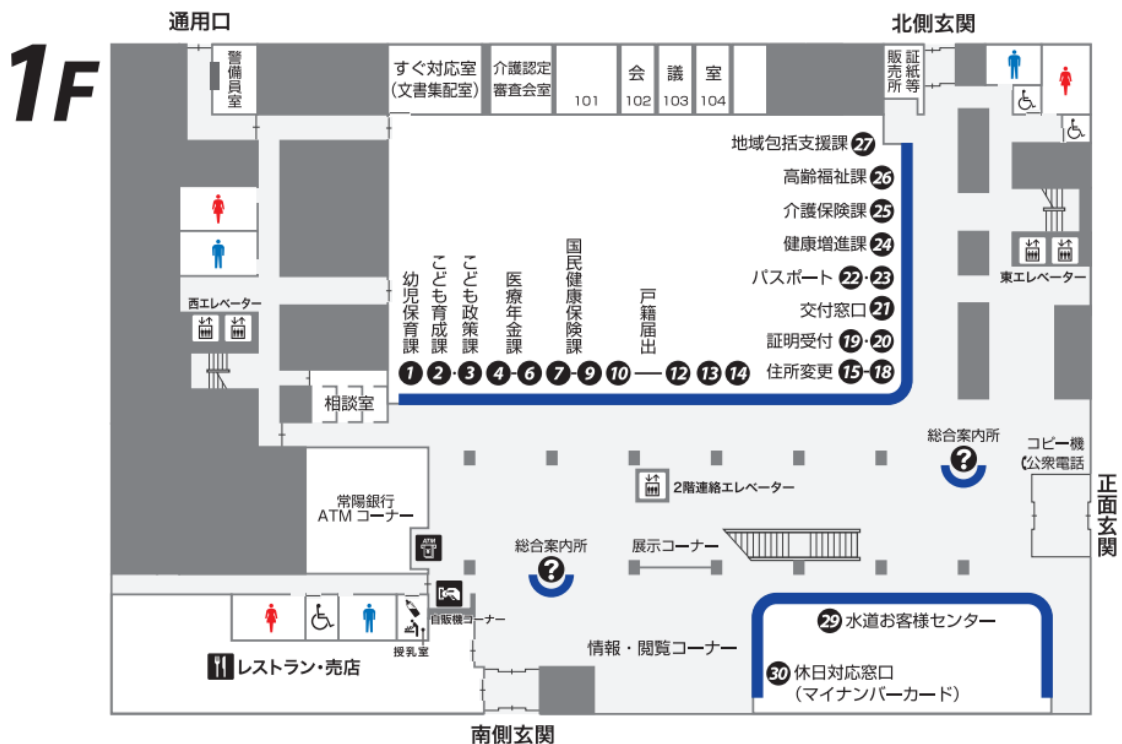 1F
通用口
北側玄関
警備員室
すぐ対応室
(文書集配室)
介護認定
審査会室
101
会議室
102
103
104
証紙等
販売所
地域包括支援課 27
高齢福祉課 26
介護保険課 25
健康増進課 24
パスポート 22・23
交付窓口 21
証明受付 19・20
住所変更 15-18
幼児保育課
こども育成課
こども政策課
医療年金課
国民健康保険課
戸籍届出
1 2・3 4-6 7-9 10―12 13 14
西エレベーター
東エレベーター
相談室
総合案内所
?
コピー機
公衆電話
正面玄関
2階連絡エレベーター
常陽銀行
ATMコーナー
ATM
総合案内所
?
展示コーナー
自販機コーナー
授乳室
レストラン・売店
情報・閲覧コーナー
29 水道お客様センター
30 休日対応窓口
(マイナンバーカード)
南側玄関